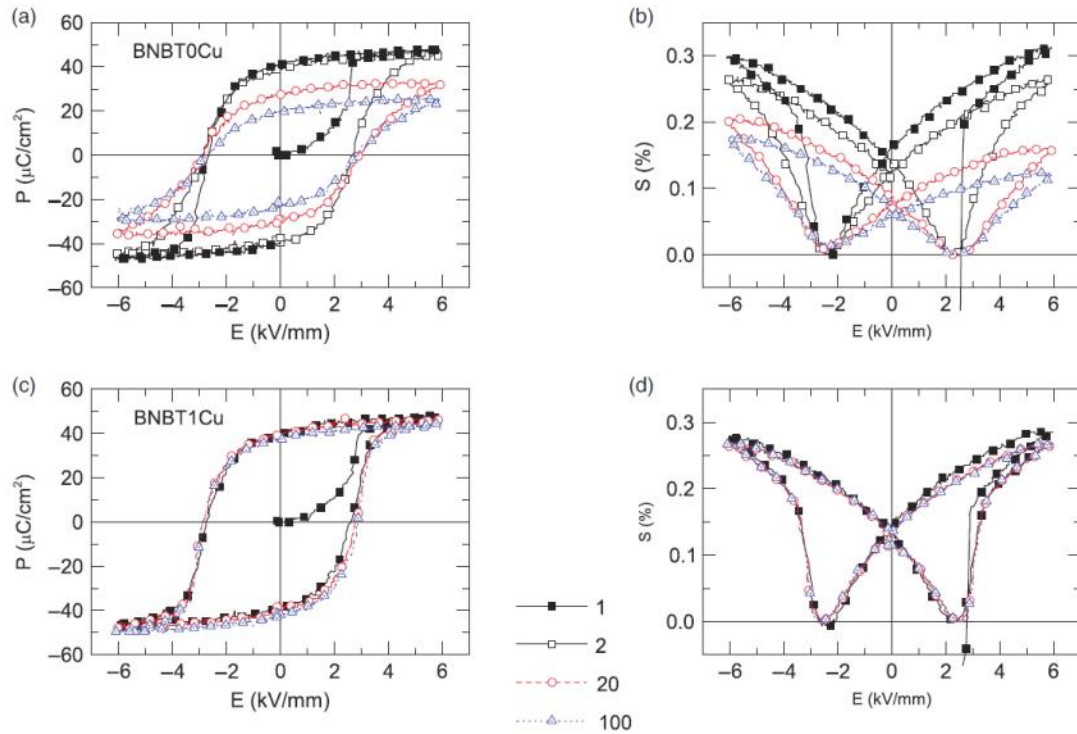 (a)
BNBT0Cu
P (μC/cm²)
60
40
20
0
−20
−40
−60
−6 −4 −2 0 2 4 6
E (kV/mm)
(b)
S (%)
0.3
0.2
0.1
0.0
−6 −4 −2 0 2 4 6
E (kV/mm)
(c)
BNBT1Cu
P (μC/cm²)
60
40
20
0
−20
−40
−60
−6 −4 −2 0 2 4 6
E (kV/mm)
(d)
S (%)
0.3
0.2
0.1
0.0
−6 −4 −2 0 2 4 6
E (kV/mm)
1
2
20
100